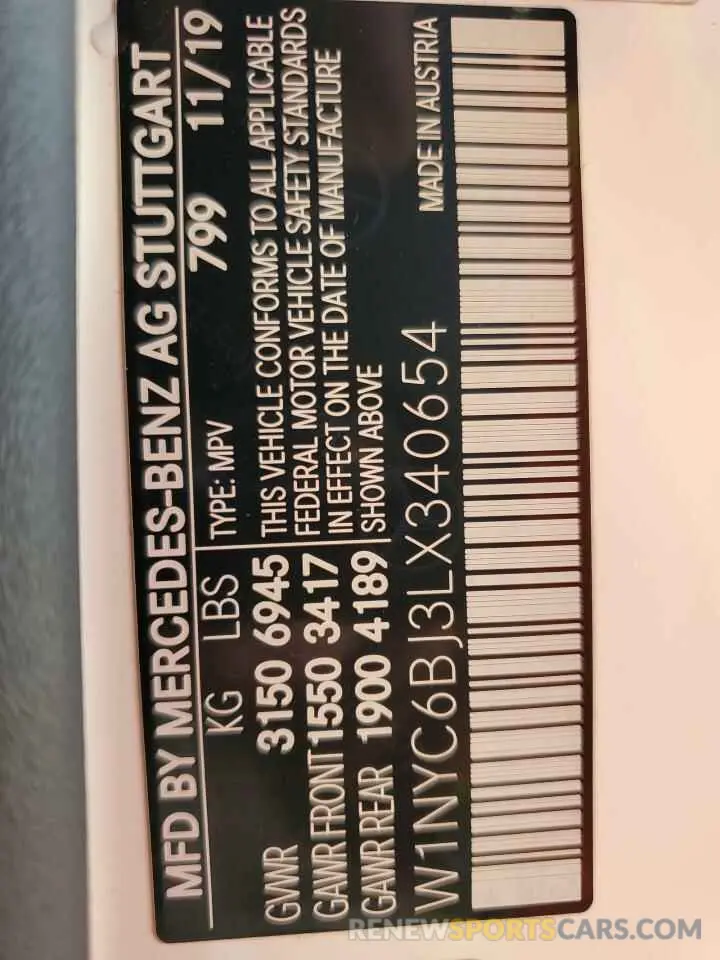 MFD BY MERCEDES-BENZ AG STUTTGART
KG LBS TYPE: MPV 799 11/19
GVWR 3150 6945 THIS VEHICLE CONFORMS TO ALL APPLICABLE
GAWR FRONT 1550 3417 FEDERAL MOTOR VEHICLE SAFETY STANDARDS
GAWR REAR 1900 4189 IN EFFECT ON THE DATE OF MANUFACTURE
SHOWN ABOVE
W1NYC6BJ3LX340654 MADE IN AUSTRIA
RENEWSPORTSCARS.COM